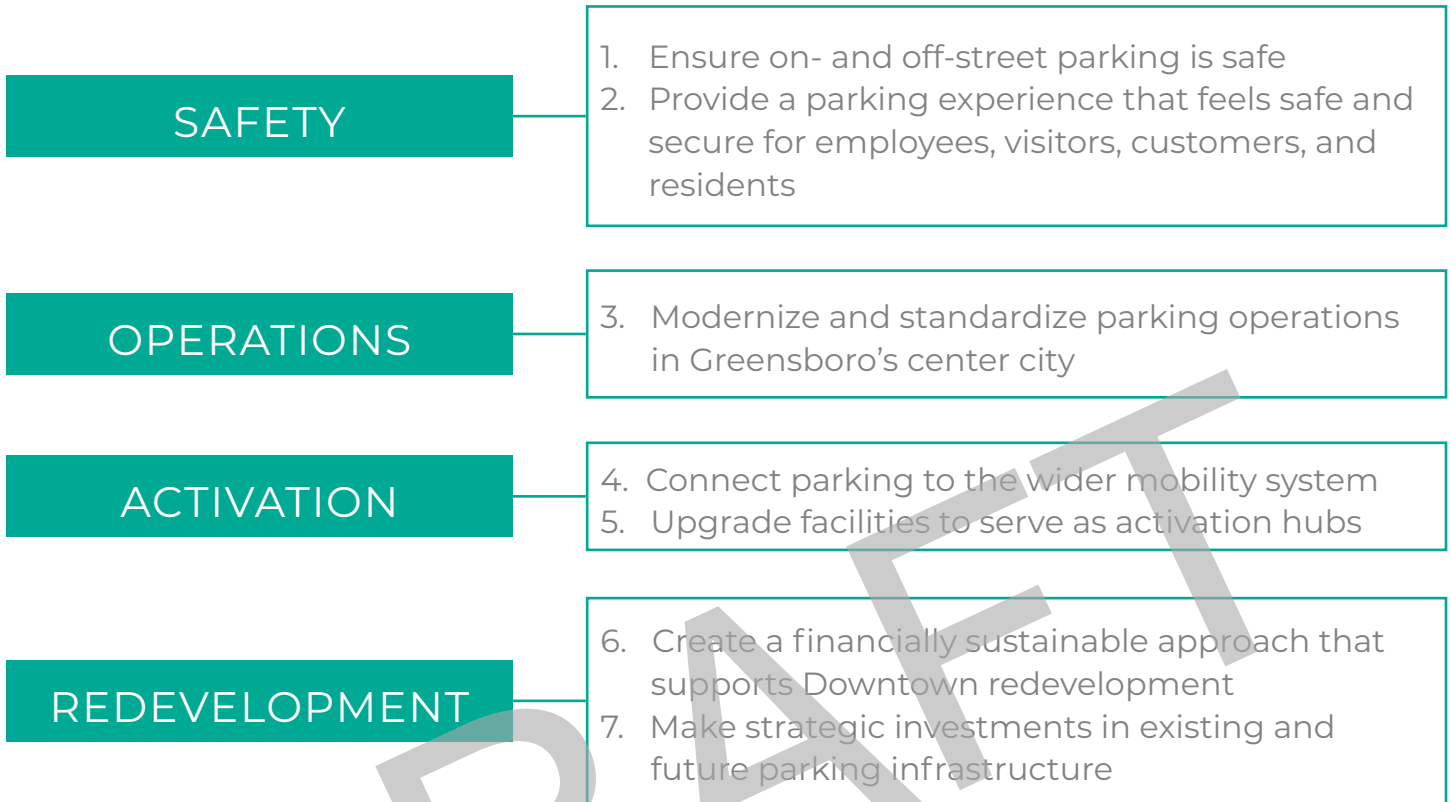 SAFETY
1. Ensure on- and off-street parking is safe
2. Provide a parking experience that feels safe and
secure for employees, visitors, customers, and
residents
OPERATIONS
3. Modernize and standardize parking operations
in Greensboro’s center city
ACTIVATION
4. Connect parking to the wider mobility system
5. Upgrade facilities to serve as activation hubs
REDEVELOPMENT
6. Create a financially sustainable approach that
supports Downtown redevelopment
7. Make strategic investments in existing and
future parking infrastructure
RAFT